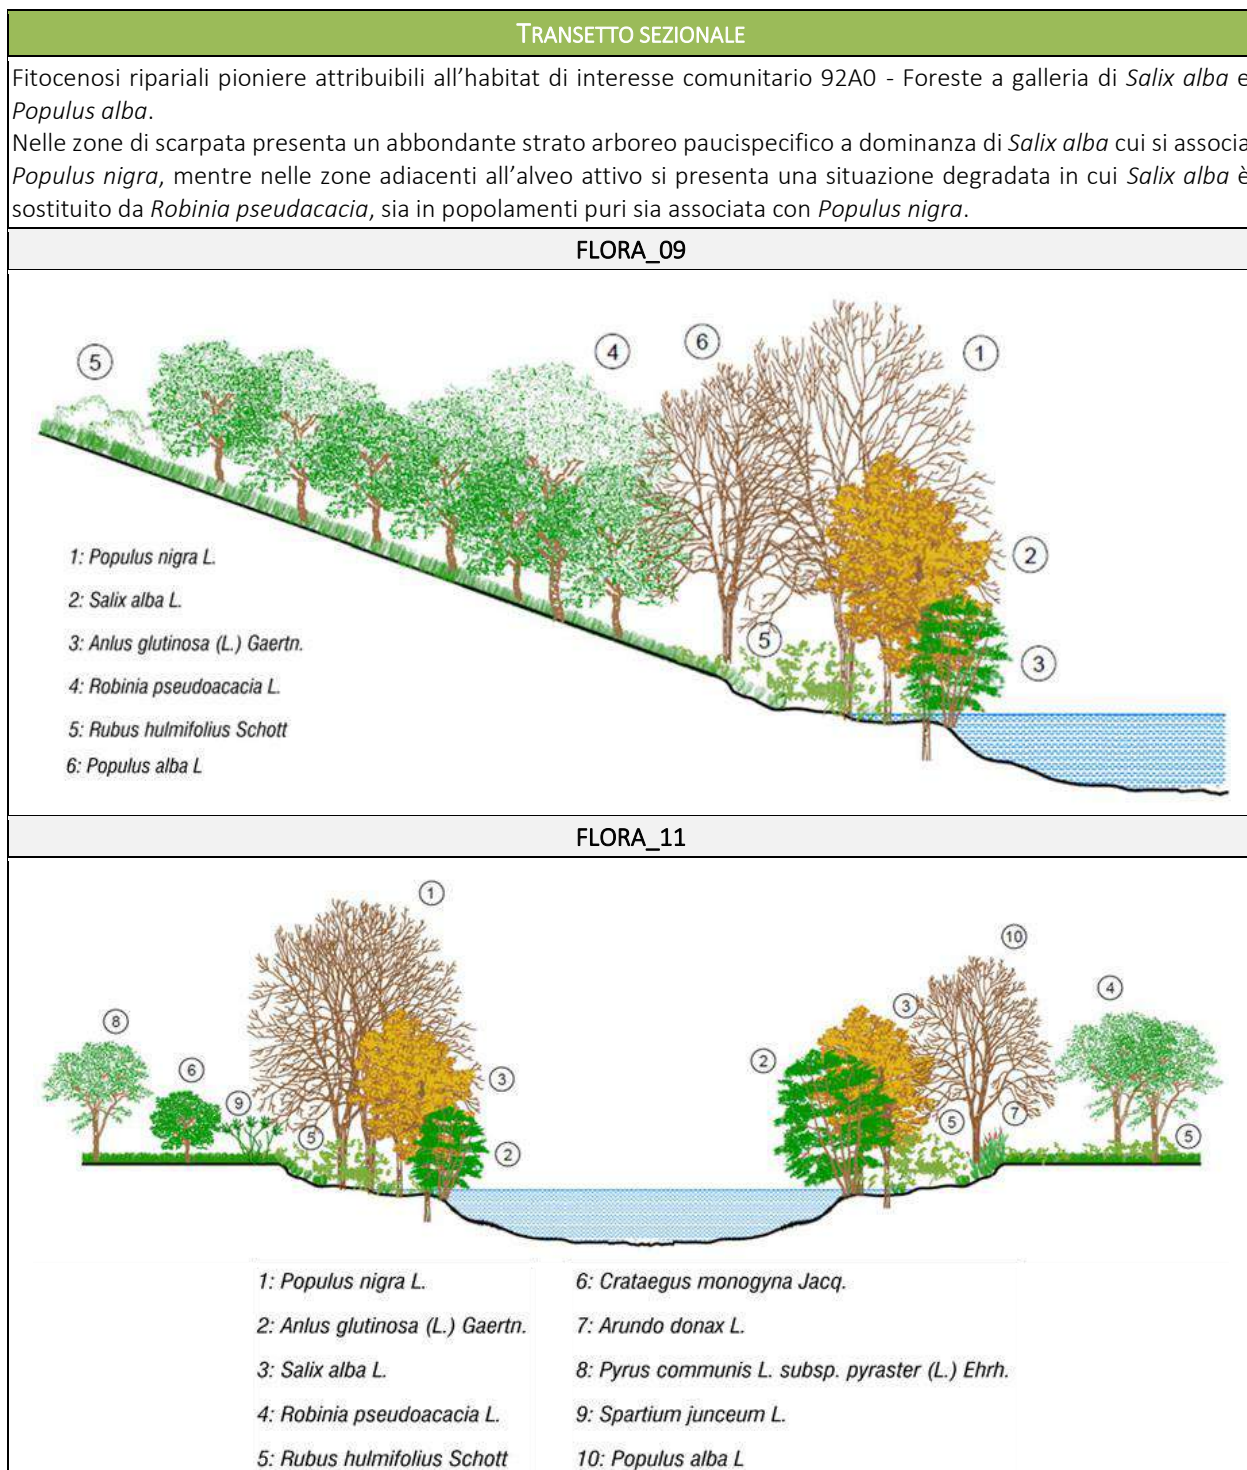 TRANSETTO SEZIONALE
Fitocenosi ripariali pioniere attribuibili all'habitat di interesse comunitario 92A0 - Foreste a galleria di Salix alba e
Populus alba.
Nelle zone di scarpata presenta un abbondante strato arboreo paucispecifico a dominanza di Salix alba cui si associa
Populus nigra, mentre nelle zone adiacenti all'alveo attivo si presenta una situazione degradata in cui Salix alba è
sostituito da Robinia pseudacacia, sia in popolamenti puri sia associata con Populus nigra.
FLORA_09
5
4
6
1
2
5
3
1: Populus nigra L.
2: Salix alba L.
3: Anlus glutinosa (L.) Gaertn.
4: Robinia pseudoacacia L.
5: Rubus hulmifolius Schott
6: Populus alba L
FLORA_11
1
10
8
6
9
5
3
2
2
3
5
7
4
5
1: Populus nigra L.
2: Anlus glutinosa (L.) Gaertn.
3: Salix alba L.
4: Robinia pseudoacacia L.
5: Rubus hulmifolius Schott
6: Crataegus monogyna Jacq.
7: Arundo donax L.
8: Pyrus communis L. subsp. pyraster (L.) Ehrh.
9: Spartium junceum L.
10: Populus alba L